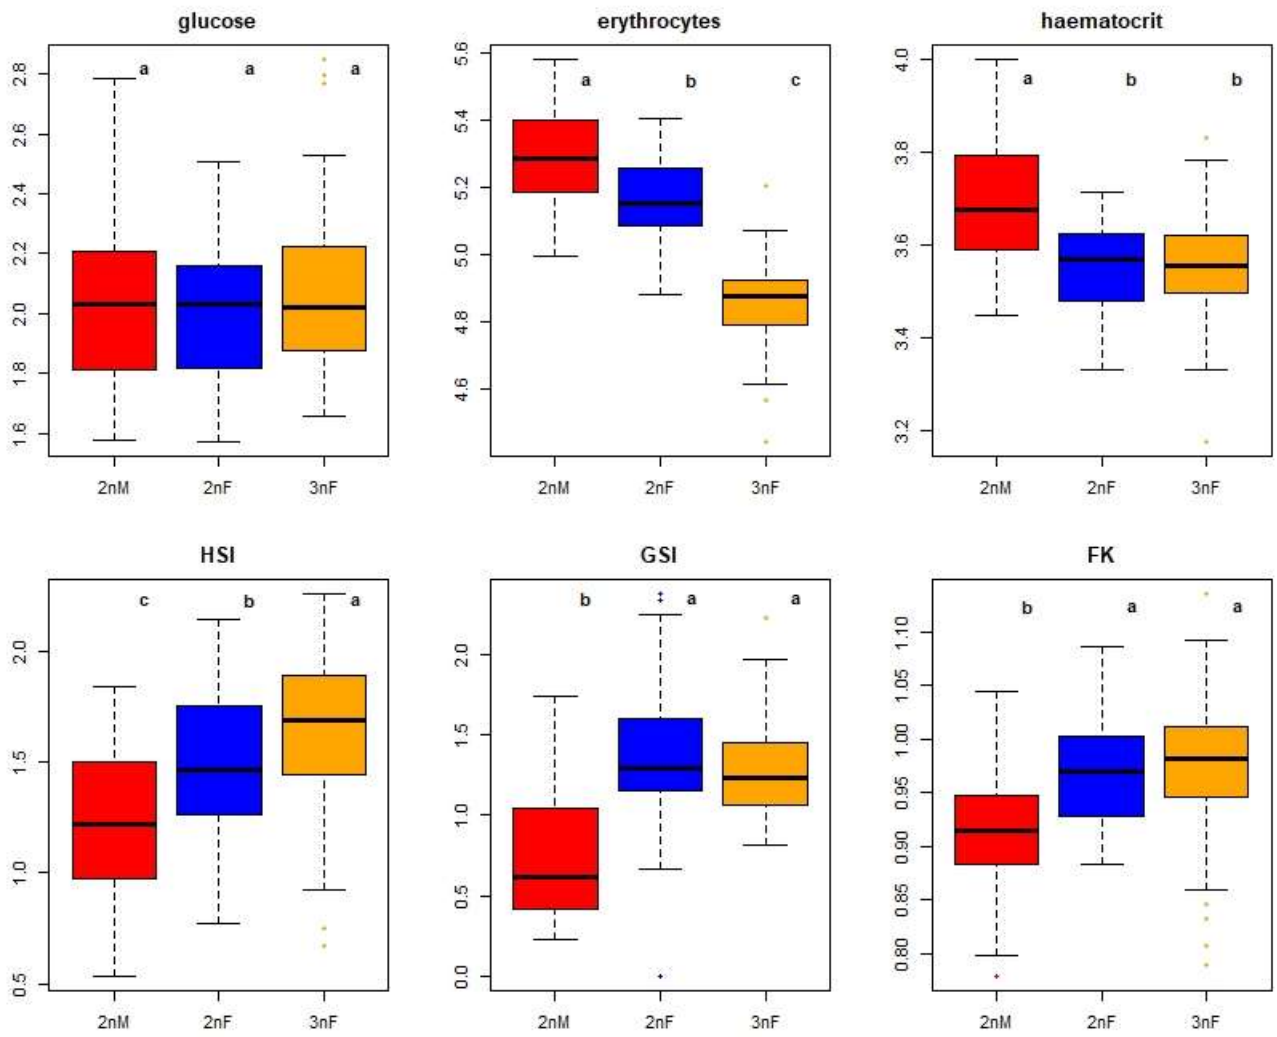 glucose erythrocytes haematocrit
2.8 2.6 2.4 2.2 2.0 1.8 1.6
a a a
2nM 2nF 3nF
5.6 5.4 5.2 5.0 4.8 4.6
a b c
2nM 2nF 3nF
4.0 3.8 3.6 3.4 3.2
a b b
2nM 2nF 3nF
HSI GSI FK
2.0 1.5 1.0 0.5
c b a
2nM 2nF 3nF
2.0 1.5 1.0 0.5 0.0
b a a
2nM 2nF 3nF
1.10 1.05 1.00 0.95 0.90 0.85 0.80
b a a
2nM 2nF 3nF